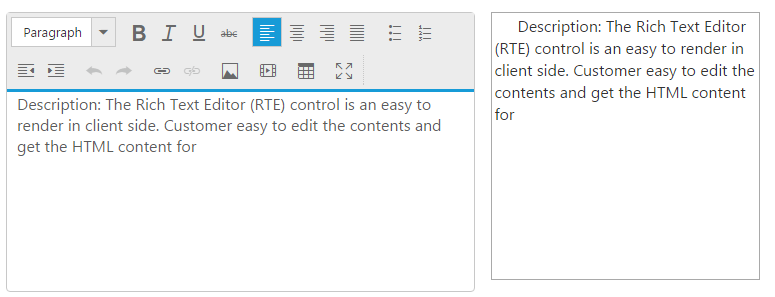 Paragraph
B I U abc
Description: The Rich Text Editor (RTE) control is an easy to
render in client side. Customer easy to edit the contents and
get the HTML content for
Description: The Rich Text Editor
(RTE) control is an easy to render in
client side. Customer easy to edit the
contents and get the HTML content
for